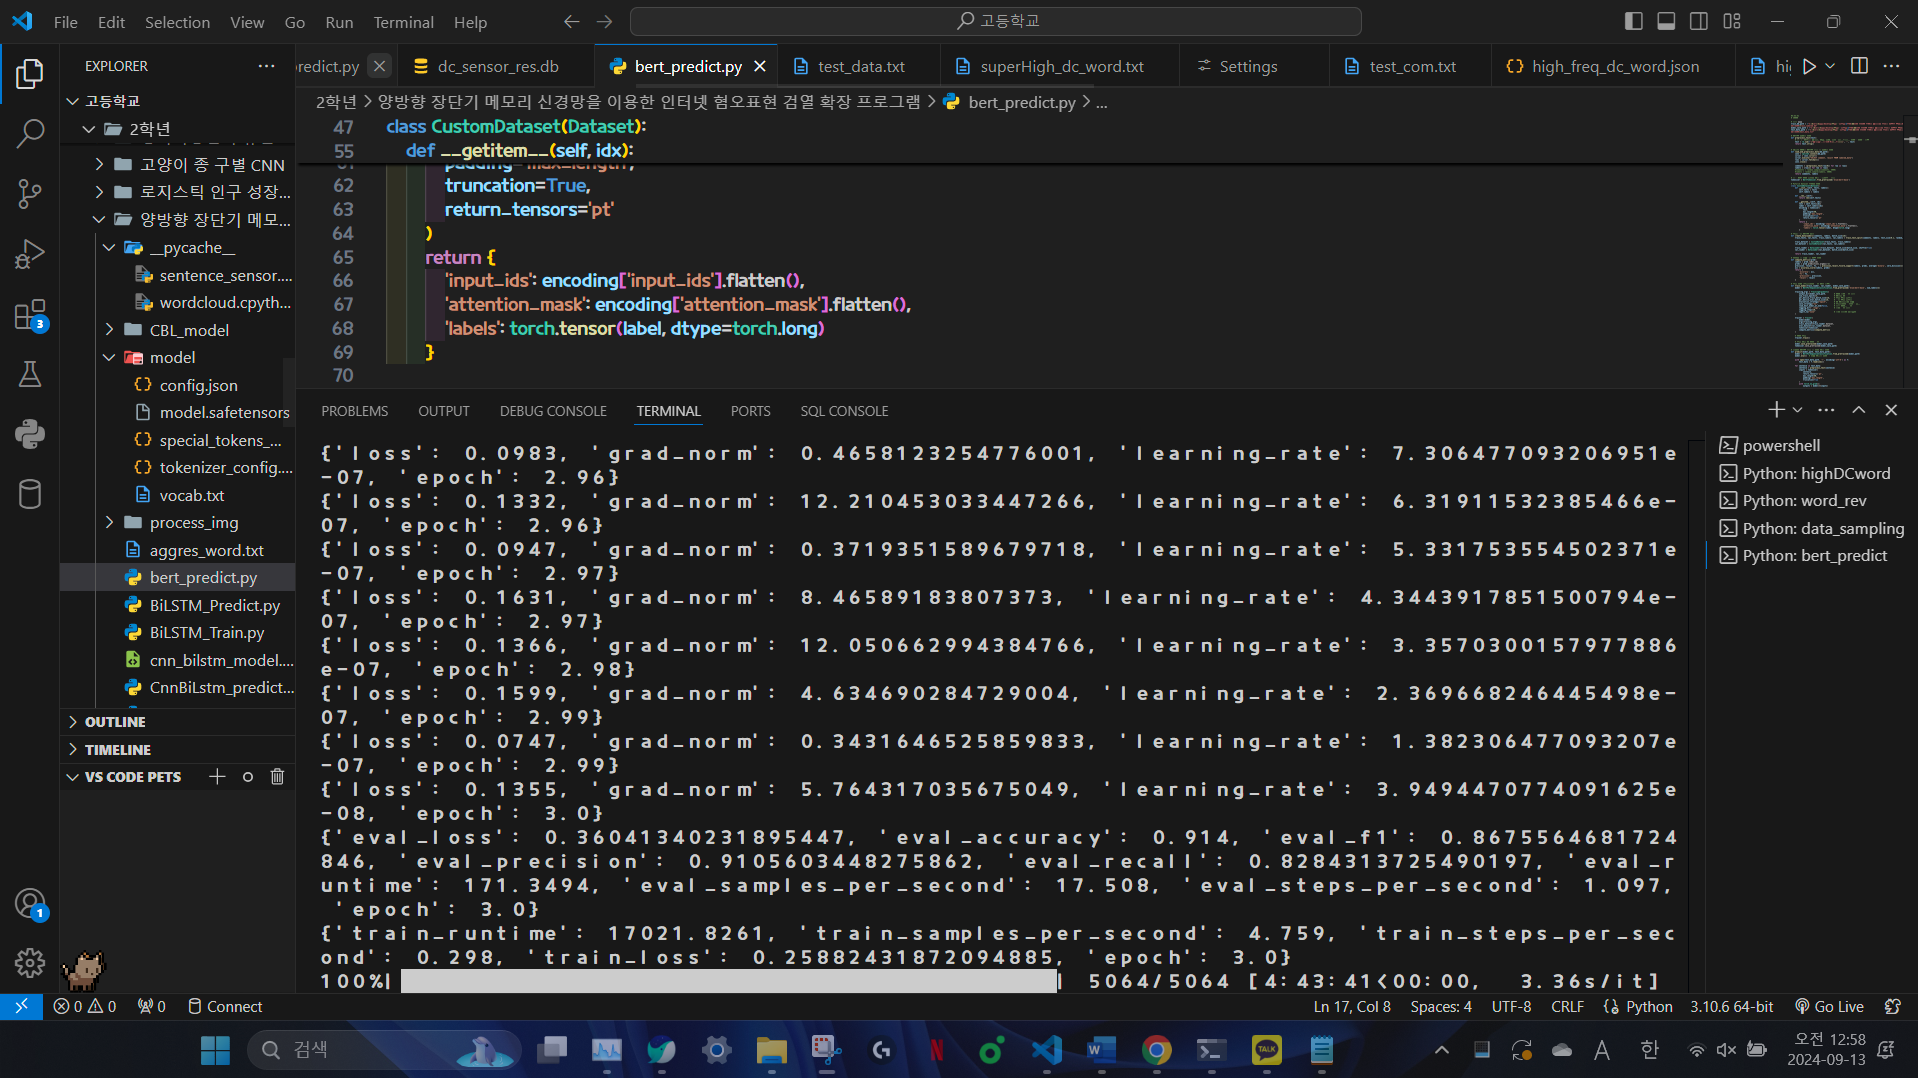 File Edit Selection View Go Run Terminal Help
고등학교
EXPLORER
redict.py
dc_sensor_res.db
bert_predict.py
test_data.txt
superHigh_dc_word.txt
Settings
test_com.txt
high_freq_dc_word.json
2학년 > 양방향 장단기 메모리 신경망을 이용한 인터넷 혐오표현 검열 확장 프로그램 > bert_predict.py > ...
고등학교
2학년
고양이 종 구별 CNN
로지스틱 인구 성장...
양방향 장단기 메모...
__pycache__
sentence_sensor....
wordcloud.cpyth...
CBL_model
model
config.json
model.safetensors
special_tokens_...
tokenizer_config....
vocab.txt
process_img
aggres_word.txt
bert_predict.py
BiLSTM_Predict.py
BiLSTM_Train.py
cnn_bilstm_model....
CnnBiLstm_predict...
OUTLINE
TIMELINE
VS CODE PETS
47 class CustomDataset(Dataset):
55 def __getitem__(self, idx):
62 truncation=True,
63 return_tensors='pt'
64 )
65 return {
66 'input_ids': encoding['input_ids'].flatten(),
67 'attention_mask': encoding['attention_mask'].flatten(),
68 'labels': torch.tensor(label, dtype=torch.long)
69 }
70
PROBLEMS OUTPUT DEBUG CONSOLE TERMINAL PORTS SQL CONSOLE
{'loss': 0.0983, 'grad_norm': 0.4658123254776001, 'learning_rate': 7.306477093206951e
-07, 'epoch': 2.96}
{'loss': 0.1332, 'grad_norm': 12.210453033447266, 'learning_rate': 6.31911532385466e-
07, 'epoch': 2.96}
{'loss': 0.0947, 'grad_norm': 0.3719351589679718, 'learning_rate': 5.331753554502371e
-07, 'epoch': 2.97}
{'loss': 0.1631, 'grad_norm': 8.46589183807373, 'learning_rate': 4.3443917851500794e-
07, 'epoch': 2.97}
{'loss': 0.1366, 'grad_norm': 12.050662994384766, 'learning_rate': 3.3570300157977886
e-07, 'epoch': 2.98}
{'loss': 0.1599, 'grad_norm': 4.634690284729004, 'learning_rate': 2.369668246445498e-
07, 'epoch': 2.99}
{'loss': 0.0747, 'grad_norm': 0.3431646525859833, 'learning_rate': 1.382306477093207e
-07, 'epoch': 2.99}
{'loss': 0.1355, 'grad_norm': 5.764317035675049, 'learning_rate': 3.9494470774091625e
-08, 'epoch': 3.0}
{'eval_loss': 0.36041340231895447, 'eval_accuracy': 0.914, 'eval_f1': 0.8675564681724
846, 'eval_precision': 0.9105603448275862, 'eval_recall': 0.8284313725490197, 'eval_r
untime': 171.3494, 'eval_samples_per_second': 17.508, 'eval_steps_per_second': 1.097,
'epoch': 3.0}
{'train_runtime': 17021.8261, 'train_samples_per_second': 4.759, 'train_steps_per_sec
ond': 0.298, 'train_loss': 0.25882431872094885, 'epoch': 3.0}
100%| | 5064/5064 [4:43:41<00:00, 3.36s/it]
powershell
Python: highDCword
Python: word_rev
Python: data_sampling
Python: bert_predict
3
1
0 0 0 Connect
Ln 17, Col 8 Spaces: 4 UTF-8 CRLF Python 3.10.6 64-bit Go Live
검색
TALK
A 한
오전 12:58
2024-09-13